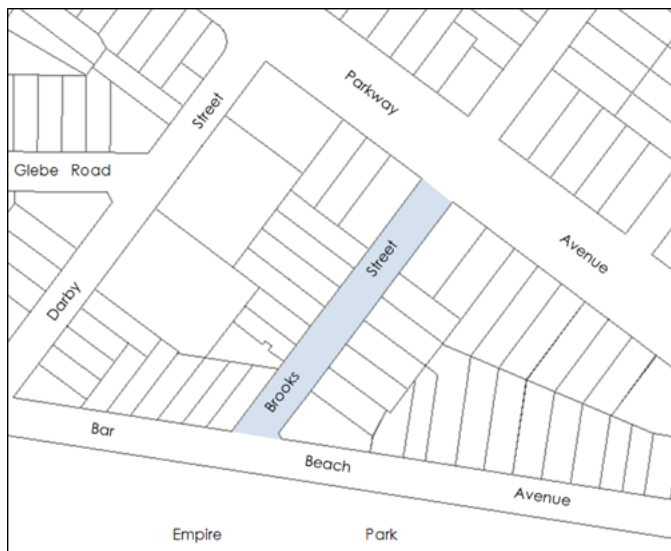 Parkway
Street
Glebe Road
Street
Avenue
Darby
Brooks
Bar
Beach
Avenue
Empire Park